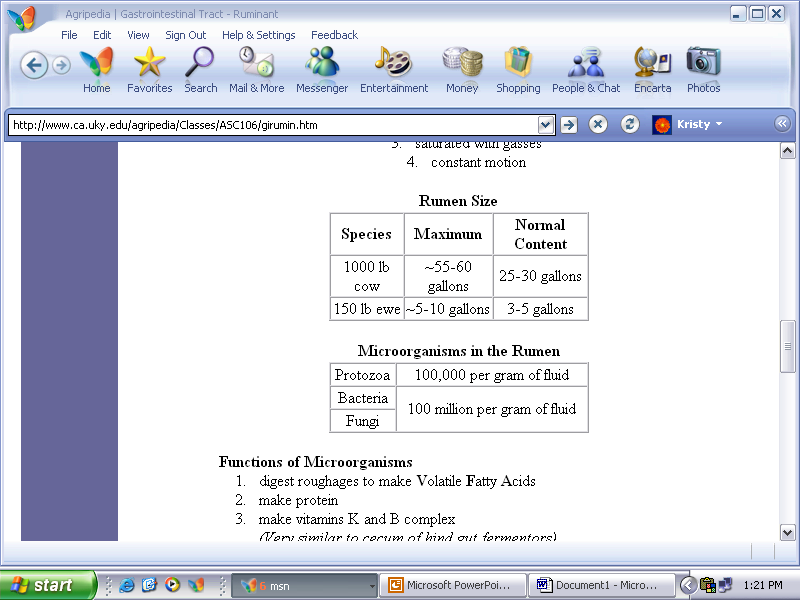 Agripedia | Gastrointestinal Tract - Ruminant
File Edit View Sign Out Help & Settings Feedback
Home Favorites Search Mail & More Messenger Entertainment Money Shopping People & Chat Encarta Photos
http://www.ca.uky.edu/agripedia/Classes/ASC106/girumin.htm
Kristy
3. saturated with gasses
4. constant motion
Rumen Size
Species Maximum Normal Content
1000 lb cow ~55-60 gallons 25-30 gallons
150 lb ewe ~5-10 gallons 3-5 gallons
Microorganisms in the Rumen
Protozoa 100,000 per gram of fluid
Bacteria
100 million per gram of fluid
Fungi
Functions of Microorganisms
1. digest roughages to make Volatile Fatty Acids
2. make protein
3. make vitamins K and B complex
(Very similar to cecum of hind gut fermentors)
start 6 msn Microsoft PowerPoi... Document1 - Micro... 1:21 PM